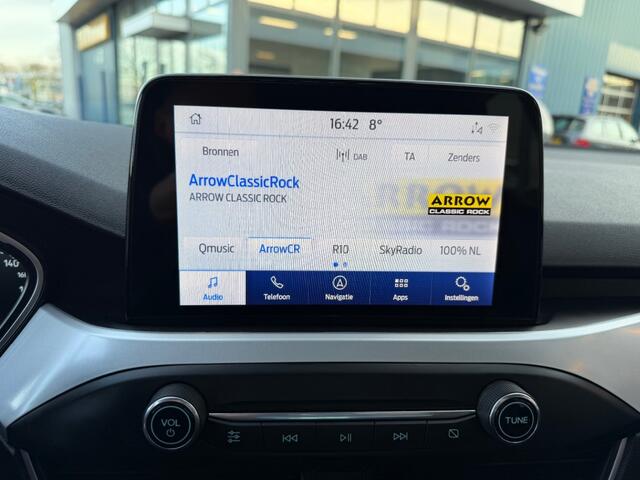 16:42 8°
Bronnen DAB TA Zenders
ArrowClassicRock
ARROW CLASSIC ROCK
ARROW
CLASSIC ROCK
Qmusic ArrowCR R10 SkyRadio 100% NL
Audio Telefoon Navigatie Apps Instellingen
140
VOL
TUNE